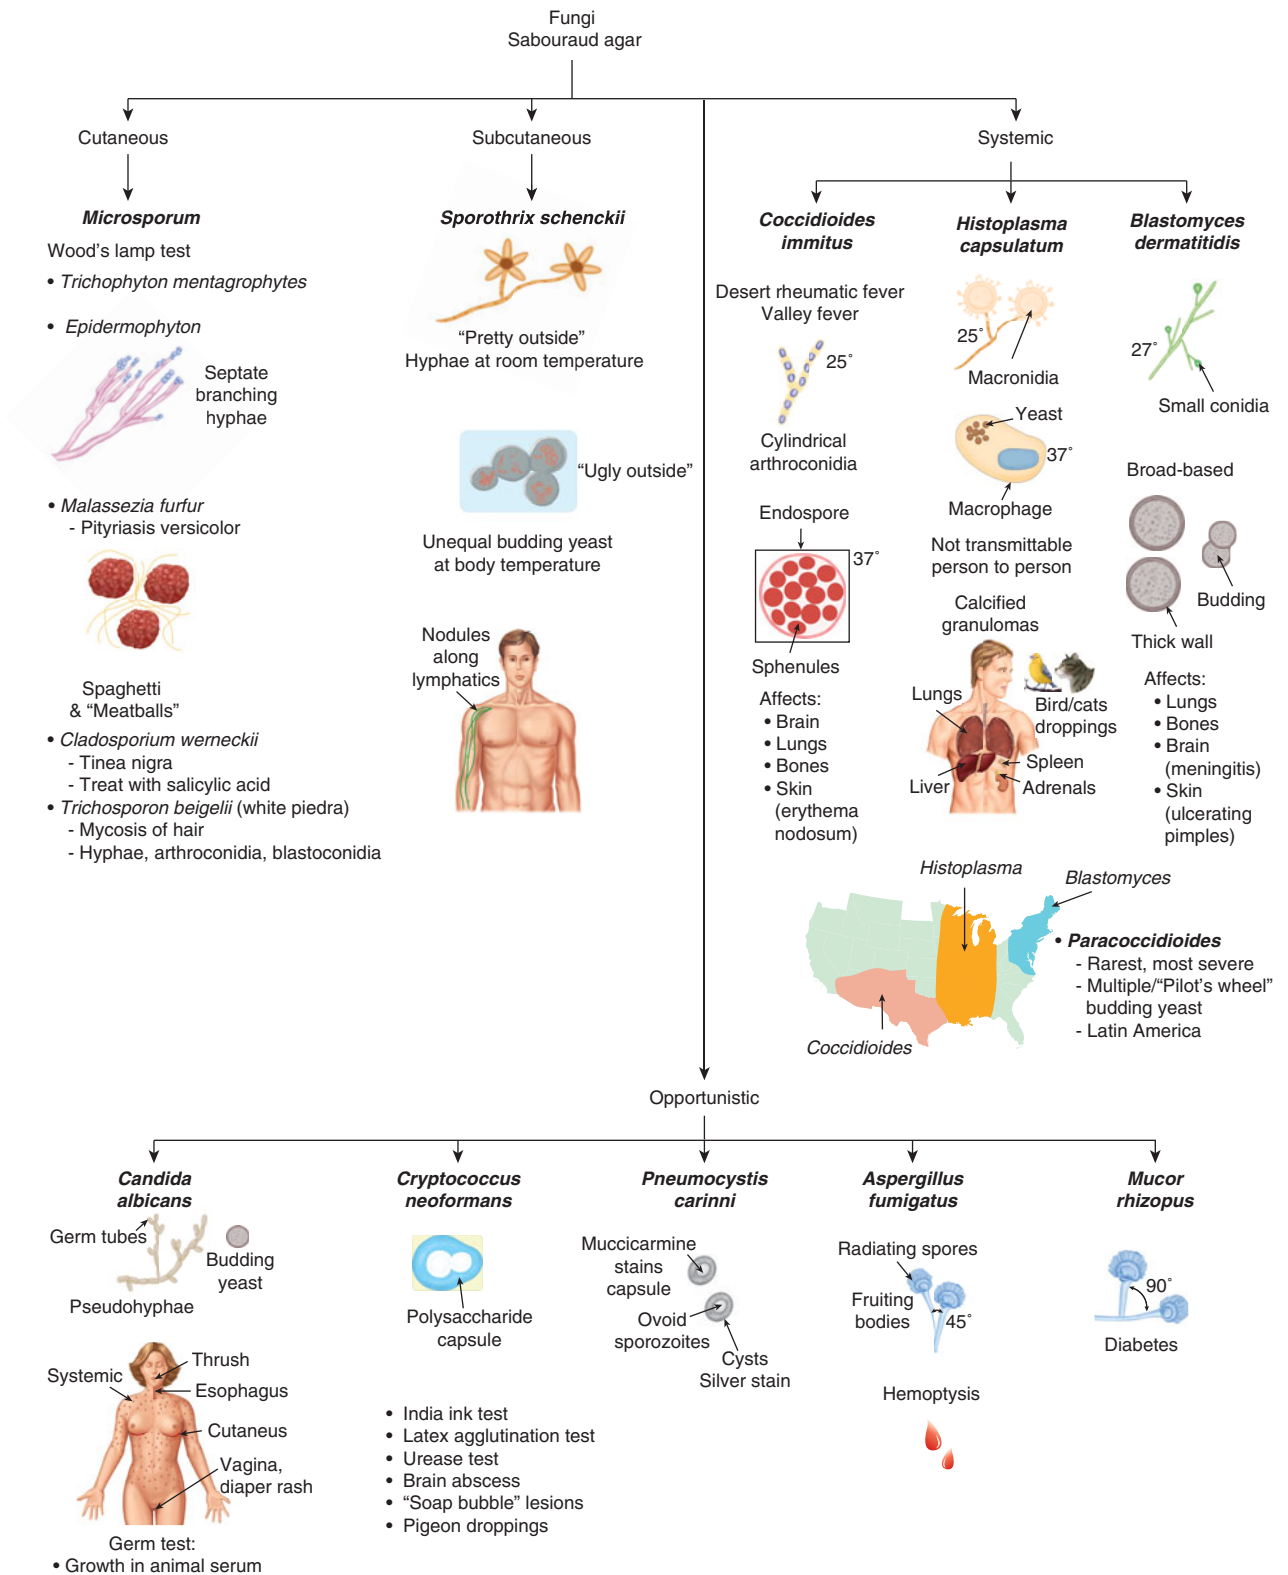 Fungi
Sabouraud agar
Cutaneous
Microsporum
Wood's lamp test
• Trichophyton mentagrophytes
• Epidermophyton
Septate
branching
hyphae
• Malassezia furfur
- Pityriasis versicolor
Spaghetti
& “Meatballs”
• Cladosporium werneckii
- Tinea nigra
- Treat with salicylic acid
• Trichosporon beigelii (white piedra)
- Mycosis of hair
- Hyphae, arthroconidia, blastoconidia
Subcutaneous
Sporothrix schenckii
“Pretty outside”
Hyphae at room temperature
“Ugly outside”
Unequal budding yeast
at body temperature
Nodules
along
lymphatics
Systemic
Coccidioides
immitus
Desert rheumatic fever
Valley fever
25°
Cylindrical
arthroconidia
Endospore
37°
Sphenules
Affects:
• Brain
• Lungs
• Bones
• Skin
(erythema
nodosum)
Histoplasma
capsulatum
25°
Macronidia
Yeast
37°
Macrophage
Not transmittable
person to person
Calcified
granulomas
Lungs
Bird/cats
droppings
Spleen
Liver
Adrenals
Blastomyces
dermatitidis
27°
Small conidia
Broad-based
Budding
Thick wall
Affects:
• Lungs
• Bones
• Brain
(meningitis)
• Skin
(ulcerating
pimples)
Histoplasma
Blastomyces
Coccidioides
• Paracoccidioides
- Rarest, most severe
- Multiple/“Pilot's wheel”
budding yeast
- Latin America
Opportunistic
Candida
albicans
Germ tubes
Budding
yeast
Pseudohyphae
Thrush
Systemic
Esophagus
Cutaneus
Vagina,
diaper rash
Germ test:
• Growth in animal serum
Cryptococcus
neoformans
Polysaccharide
capsule
• India ink test
• Latex agglutination test
• Urease test
• Brain abscess
• “Soap bubble” lesions
• Pigeon droppings
Pneumocystis
carinni
Muccicarmine
stains
capsule
Ovoid
sporozoites
Cysts
Silver stain
Aspergillus
fumigatus
Radiating spores
Fruiting
bodies
45°
Hemoptysis
Mucor
rhizopus
90°
Diabetes